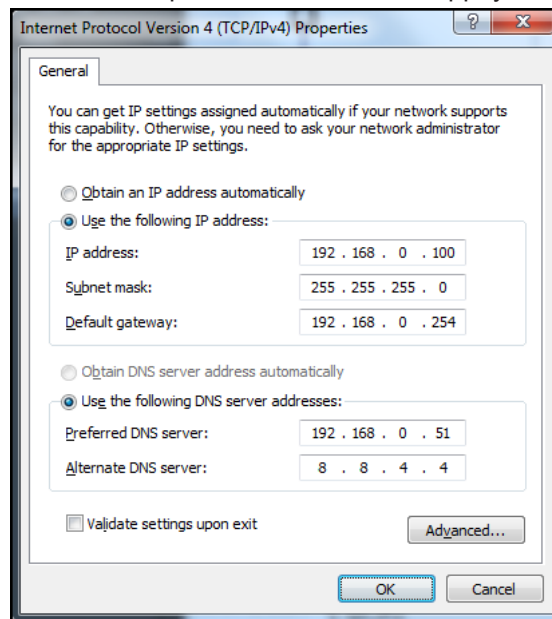 Internet Protocol Version 4 (TCP/IPv4) Properties
General
You can get IP settings assigned automatically if your network supports
this capability. Otherwise, you need to ask your network administrator
for the appropriate IP settings.
Obtain an IP address automatically
Use the following IP address:
IP address: 192 . 168 . 0 . 100
Subnet mask: 255 . 255 . 255 . 0
Default gateway: 192 . 168 . 0 . 254
Obtain DNS server address automatically
Use the following DNS server addresses:
Preferred DNS server: 192 . 168 . 0 . 51
Alternate DNS server: 8 . 8 . 4 . 4
Validate settings upon exit
Advanced...
OK Cancel